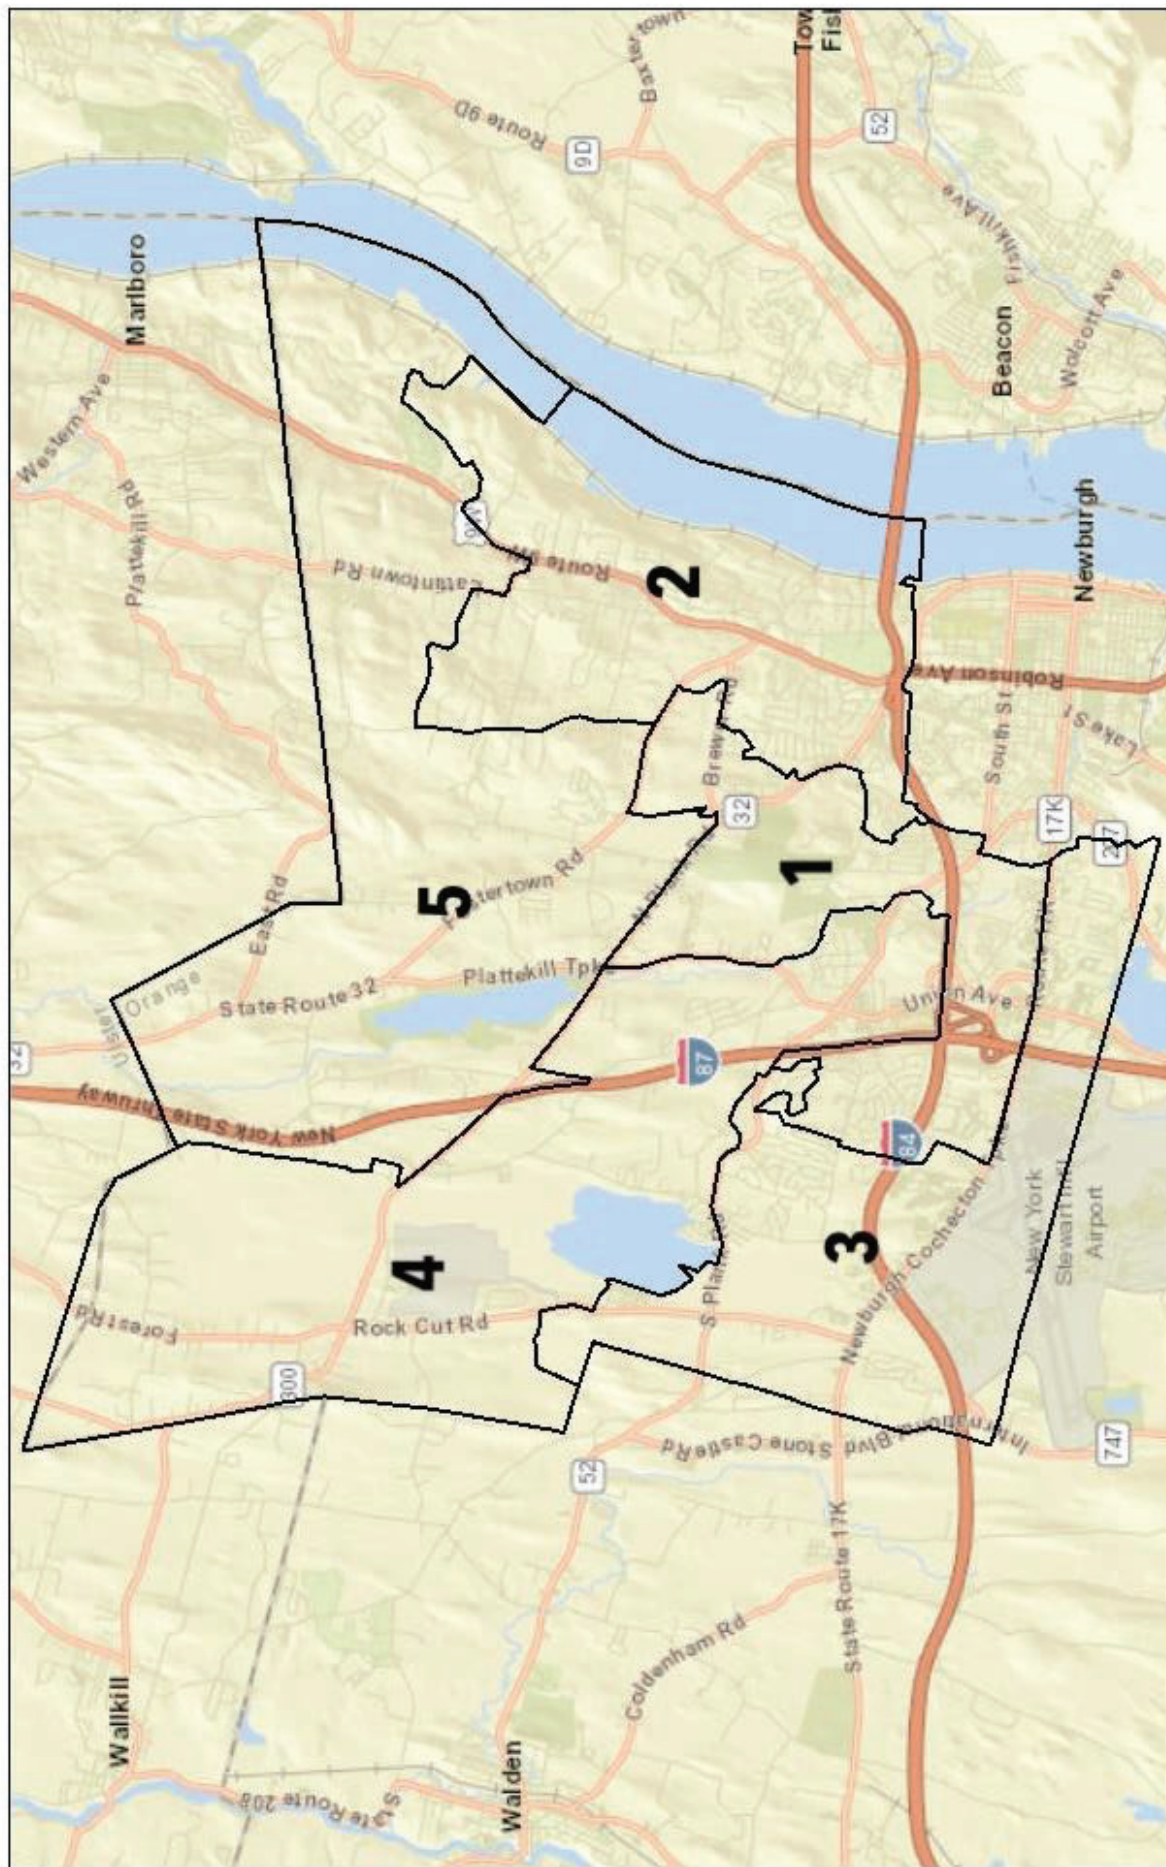 Wallkill
State Route 208
Walden
Coldenham Rd
52
State Route 17K
Stone Castle Rd
International Blvd
747
Forest Rd
300
Rock Cut Rd
4
3
Newburgh Cochecton
New York
Stewart Intl
Airport
84
87
New York State Thruway
32
Ulster
Orange
East Rd
State Route 32
Plattekill Tpke
5
Union Ave
1
32
17K
207
South St
Robinson Ave
Lake St
Newburgh
2
Route 9W
Lattintown Rd
Plattekill Rd
Western Ave
Marlboro
Route 9D
9D
Baxtertown
52
Fishkill Ave
Beacon
Wolcott Ave